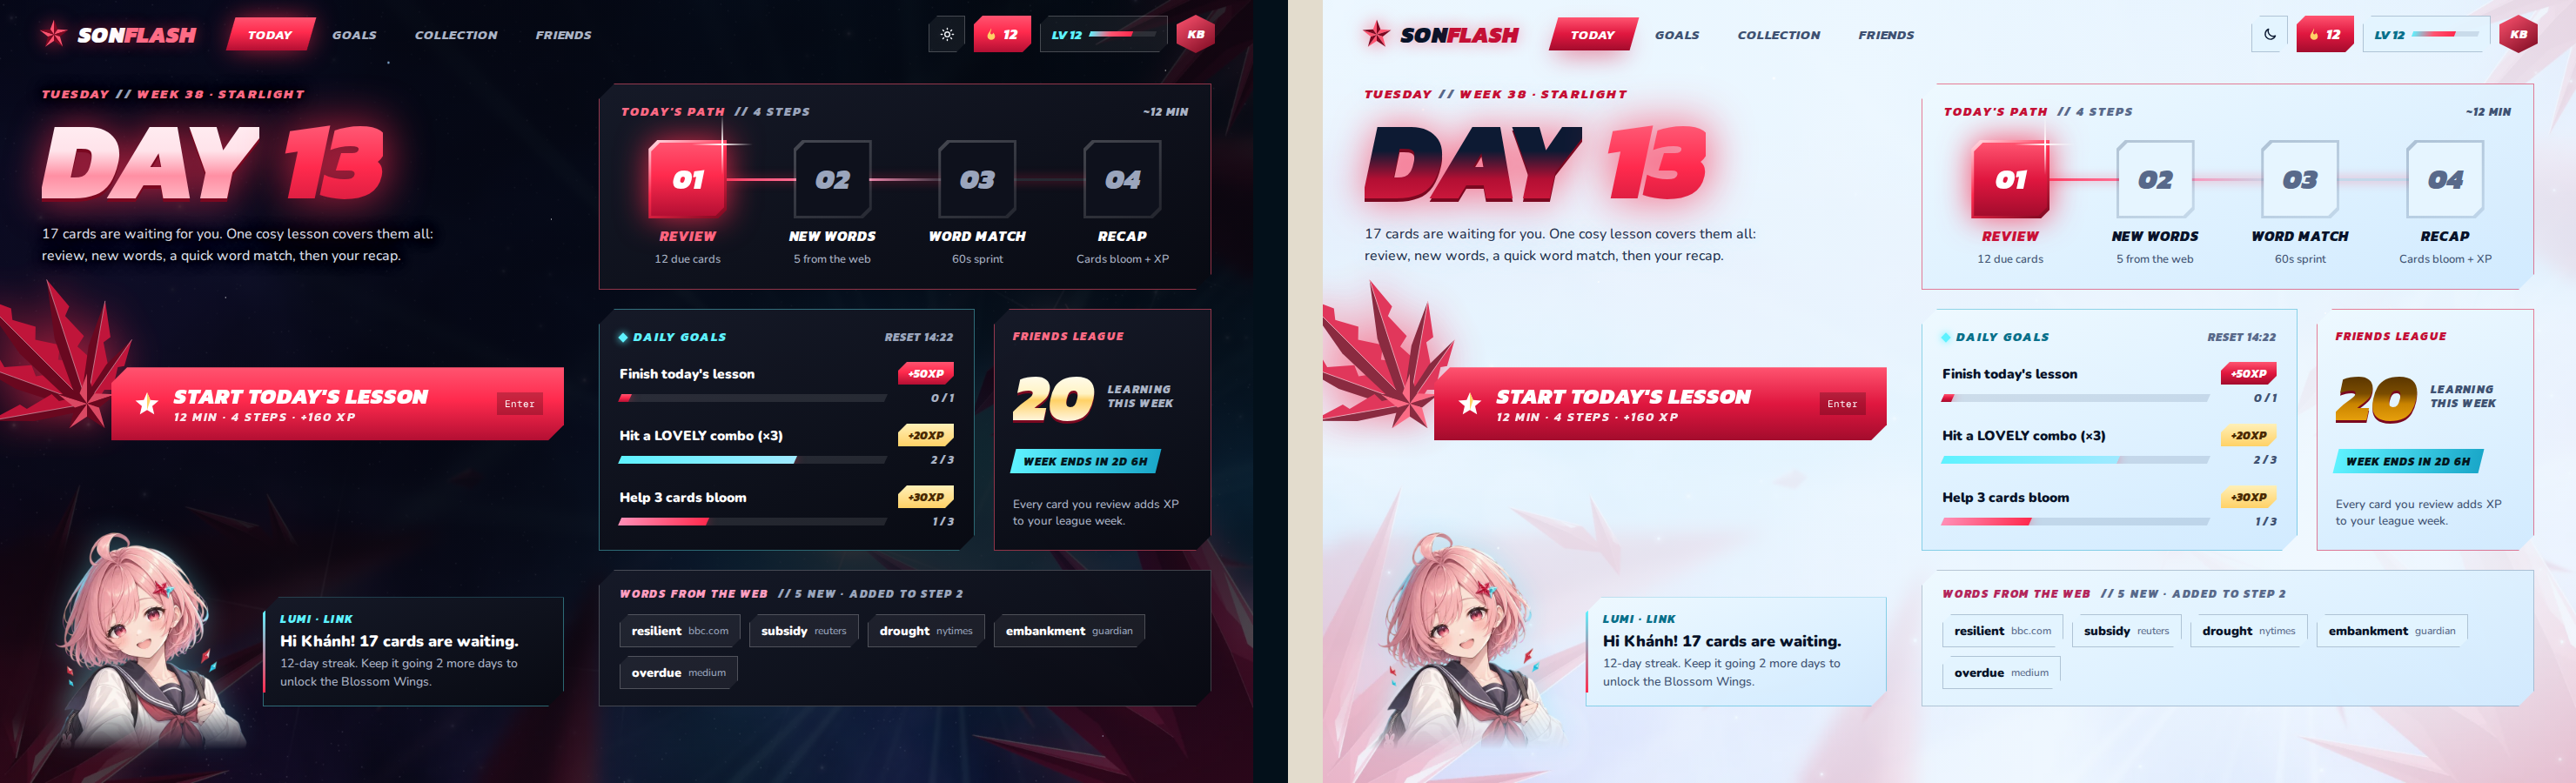 SONFLASH
TODAY
GOALS
COLLECTION
FRIENDS
12
LV 12
KB
TUESDAY // WEEK 38 · STARLIGHT
DAY 13
17 cards are waiting for you. One cosy lesson covers them all:
review, new words, a quick word match, then your recap.
START TODAY'S LESSON
12 MIN · 4 STEPS · +160 XP
Enter
LUMI · LINK
Hi Khánh! 17 cards are waiting.
12-day streak. Keep it going 2 more days to
unlock the Blossom Wings.
TODAY'S PATH // 4 STEPS
~12 MIN
01
02
03
04
REVIEW
NEW WORDS
WORD MATCH
RECAP
12 due cards
5 from the web
60s sprint
Cards bloom + XP
DAILY GOALS
RESET 14:22
Finish today's lesson
+50XP
0 / 1
Hit a LOVELY combo (×3)
+20XP
2 / 3
Help 3 cards bloom
+30XP
1 / 3
FRIENDS LEAGUE
20
LEARNING
THIS WEEK
WEEK ENDS IN 2D 6H
Every card you review adds XP
to your league week.
WORDS FROM THE WEB // 5 NEW · ADDED TO STEP 2
resilient bbc.com
subsidy reuters
drought nytimes
embankment guardian
overdue medium
SONFLASH
TODAY
GOALS
COLLECTION
FRIENDS
12
LV 12
KB
TUESDAY // WEEK 38 · STARLIGHT
DAY 13
17 cards are waiting for you. One cosy lesson covers them all:
review, new words, a quick word match, then your recap.
START TODAY'S LESSON
12 MIN · 4 STEPS · +160 XP
Enter
LUMI · LINK
Hi Khánh! 17 cards are waiting.
12-day streak. Keep it going 2 more days to
unlock the Blossom Wings.
TODAY'S PATH // 4 STEPS
~12 MIN
01
02
03
04
REVIEW
NEW WORDS
WORD MATCH
RECAP
12 due cards
5 from the web
60s sprint
Cards bloom + XP
DAILY GOALS
RESET 14:22
Finish today's lesson
+50XP
0 / 1
Hit a LOVELY combo (×3)
+20XP
2 / 3
Help 3 cards bloom
+30XP
1 / 3
FRIENDS LEAGUE
20
LEARNING
THIS WEEK
WEEK ENDS IN 2D 6H
Every card you review adds XP
to your league week.
WORDS FROM THE WEB // 5 NEW · ADDED TO STEP 2
resilient bbc.com
subsidy reuters
drought nytimes
embankment guardian
overdue medium